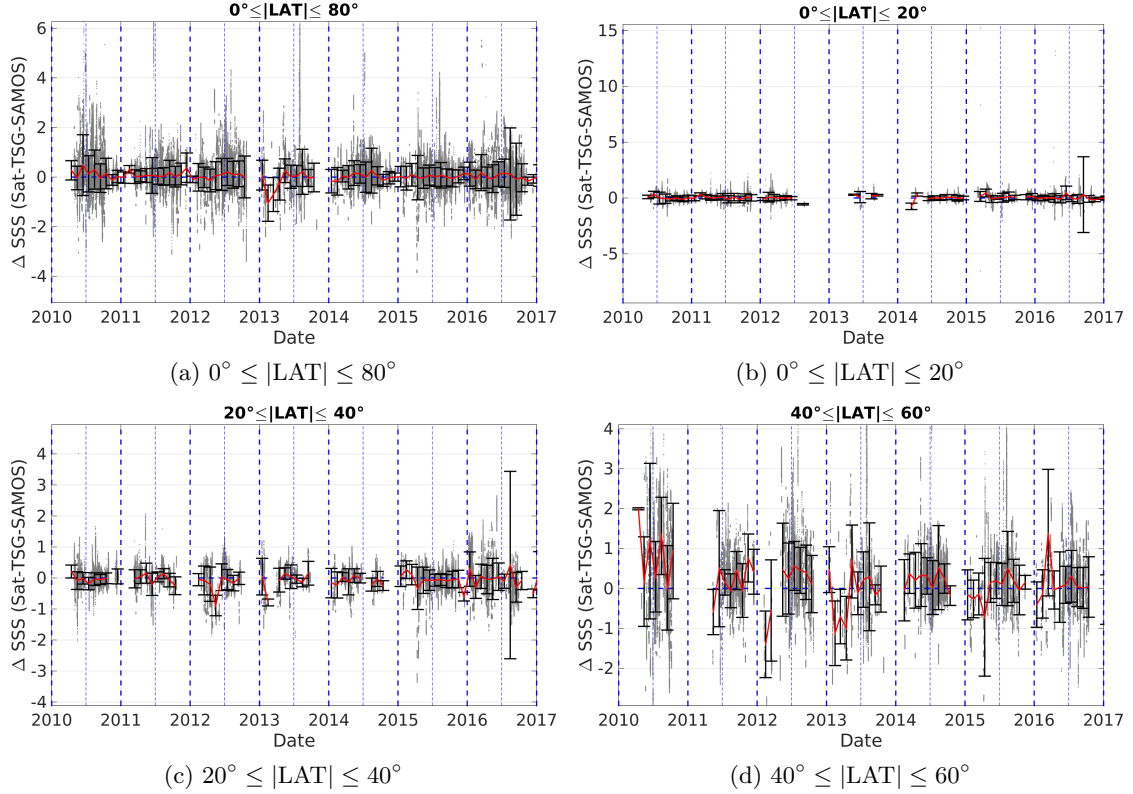 0°≤|LAT|≤ 80°
Δ SSS (Sat-TSG-SAMOS)
6
4
2
0
-2
-4
2010 2011 2012 2013 2014 2015 2016 2017
Date
(a) 0° ≤ |LAT| ≤ 80°
0°≤|LAT|≤ 20°
Δ SSS (Sat-TSG-SAMOS)
15
10
5
0
-5
2010 2011 2012 2013 2014 2015 2016 2017
Date
(b) 0° ≤ |LAT| ≤ 20°
20°≤|LAT|≤ 40°
Δ SSS (Sat-TSG-SAMOS)
4
3
2
1
0
-1
-2
-3
-4
2010 2011 2012 2013 2014 2015 2016 2017
Date
(c) 20° ≤ |LAT| ≤ 40°
40°≤|LAT|≤ 60°
Δ SSS (Sat-TSG-SAMOS)
4
3
2
1
0
-1
-2
2010 2011 2012 2013 2014 2015 2016 2017
Date
(d) 40° ≤ |LAT| ≤ 60°